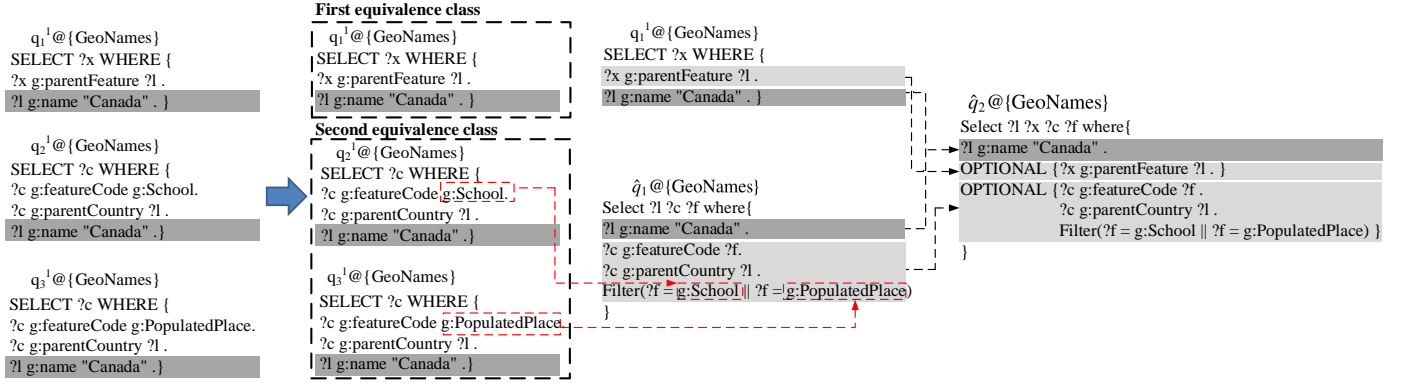 q₁¹@{GeoNames}
SELECT ?x WHERE {
?x g:parentFeature ?l .
?l g:name "Canada" . }
q₂¹@{GeoNames}
SELECT ?c WHERE {
?c g:featureCode g:School.
?c g:parentCountry ?l .
?l g:name "Canada" .}
q₃¹@{GeoNames}
SELECT ?c WHERE {
?c g:featureCode g:PopulatedPlace.
?c g:parentCountry ?l .
?l g:name "Canada" .}
First equivalence class
q₁¹@{GeoNames}
SELECT ?x WHERE {
?x g:parentFeature ?l .
?l g:name "Canada" . }
Second equivalence class
q₂¹@{GeoNames}
SELECT ?c WHERE {
?c g:featureCode g:School.
?c g:parentCountry ?l .
?l g:name "Canada" .}
q₃¹@{GeoNames}
SELECT ?c WHERE {
?c g:featureCode g:PopulatedPlace
?c g:parentCountry ?l .
?l g:name "Canada" .}
q₁¹@{GeoNames}
SELECT ?x WHERE {
?x g:parentFeature ?l .
?l g:name "Canada" . }
q̂₁@{GeoNames}
Select ?l ?c ?f where{
?l g:name "Canada" .
?c g:featureCode ?f.
?c g:parentCountry ?l .
Filter(?f = g:School || ?f = g:PopulatedPlace)
}
q̂₂@{GeoNames}
Select ?l ?x ?c ?f where{
?l g:name "Canada" .
OPTIONAL {?x g:parentFeature ?l . }
OPTIONAL {?c g:featureCode ?f .
?c g:parentCountry ?l .
Filter(?f = g:School || ?f = g:PopulatedPlace) }
}